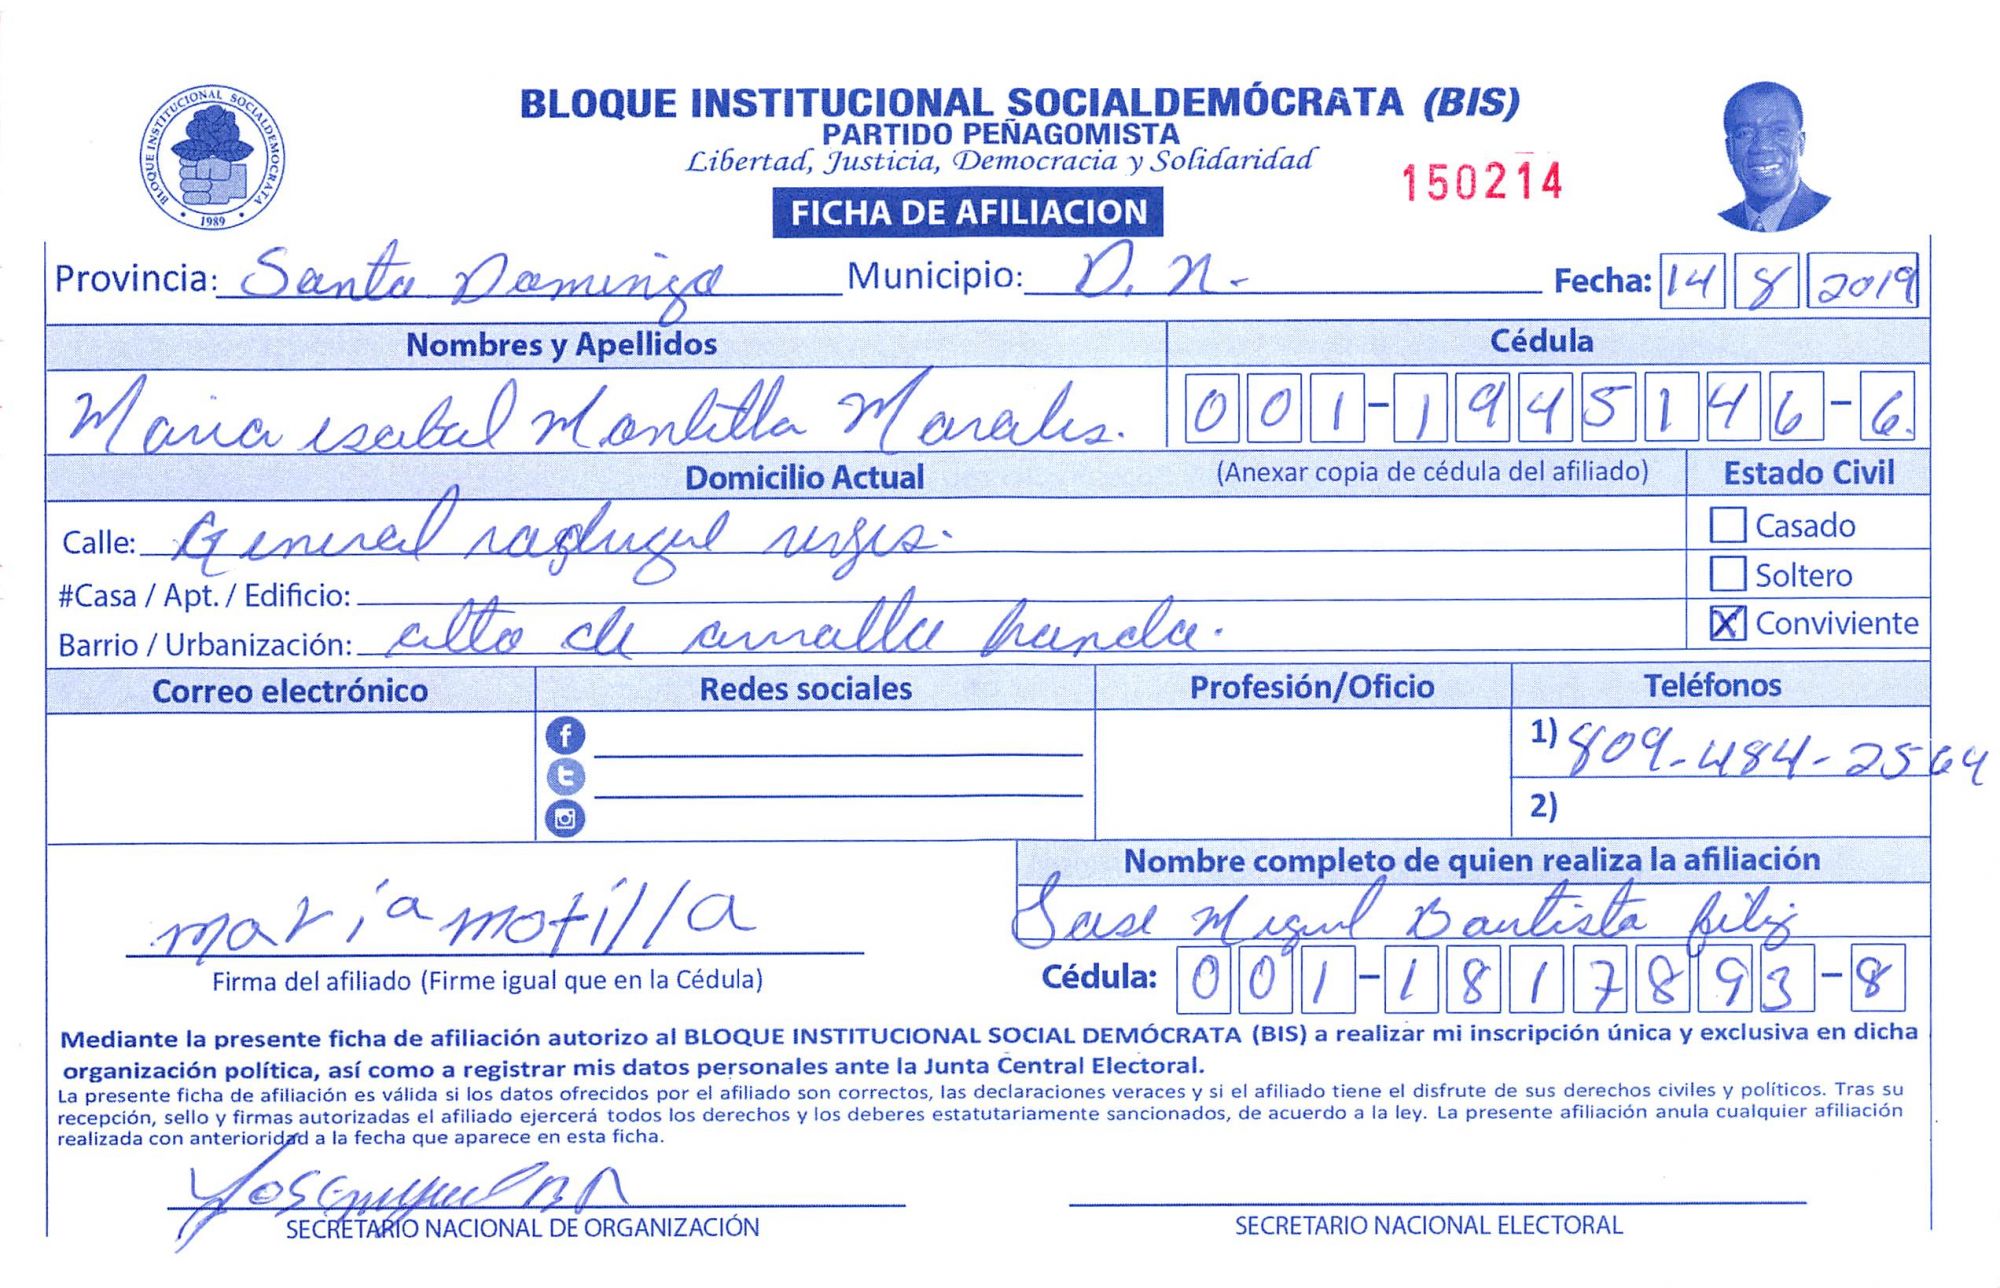 BLOQUE INSTITUCIONAL SOCIALDEMÓCRATA
1989
BLOQUE INSTITUCIONAL SOCIALDEMÓCRATA (BIS)
PARTIDO PEÑAGOMISTA
Libertad, Justicia, Democracia y Solidaridad
150214
FICHA DE AFILIACION
Provincia: Santo Domingo Municipio: D. N. Fecha: 14 8 2019
Nombres y Apellidos Cédula
Maria isabel Montilla Morales. 001-1945146-6
Domicilio Actual (Anexar copia de cédula del afiliado) Estado Civil
Calle: General Casado
#Casa / Apt. / Edificio: Soltero
Barrio / Urbanización: alto de X Conviviente
Correo electrónico Redes sociales Profesión/Oficio Teléfonos
1) 809-484-2564
2)
Nombre completo de quien realiza la afiliación
maria motilla Miguel Bautista feliz
Firma del afiliado (Firme igual que en la Cédula) Cédula: 001-1817893-8
Mediante la presente ficha de afiliación autorizo al BLOQUE INSTITUCIONAL SOCIAL DEMÓCRATA (BIS) a realizar mi inscripción única y exclusiva en dicha
organización política, así como a registrar mis datos personales ante la Junta Central Electoral.
La presente ficha de afiliación es válida si los datos ofrecidos por el afiliado son correctos, las declaraciones veraces y si el afiliado tiene el disfrute de sus derechos civiles y políticos. Tras su
recepción, sello y firmas autorizadas el afiliado ejercerá todos los derechos y los deberes estatutariamente sancionados, de acuerdo a la ley. La presente afiliación anula cualquier afiliación
realizada con anterioridad a la fecha que aparece en esta ficha.
SECRETARIO NACIONAL DE ORGANIZACIÓN SECRETARIO NACIONAL ELECTORAL